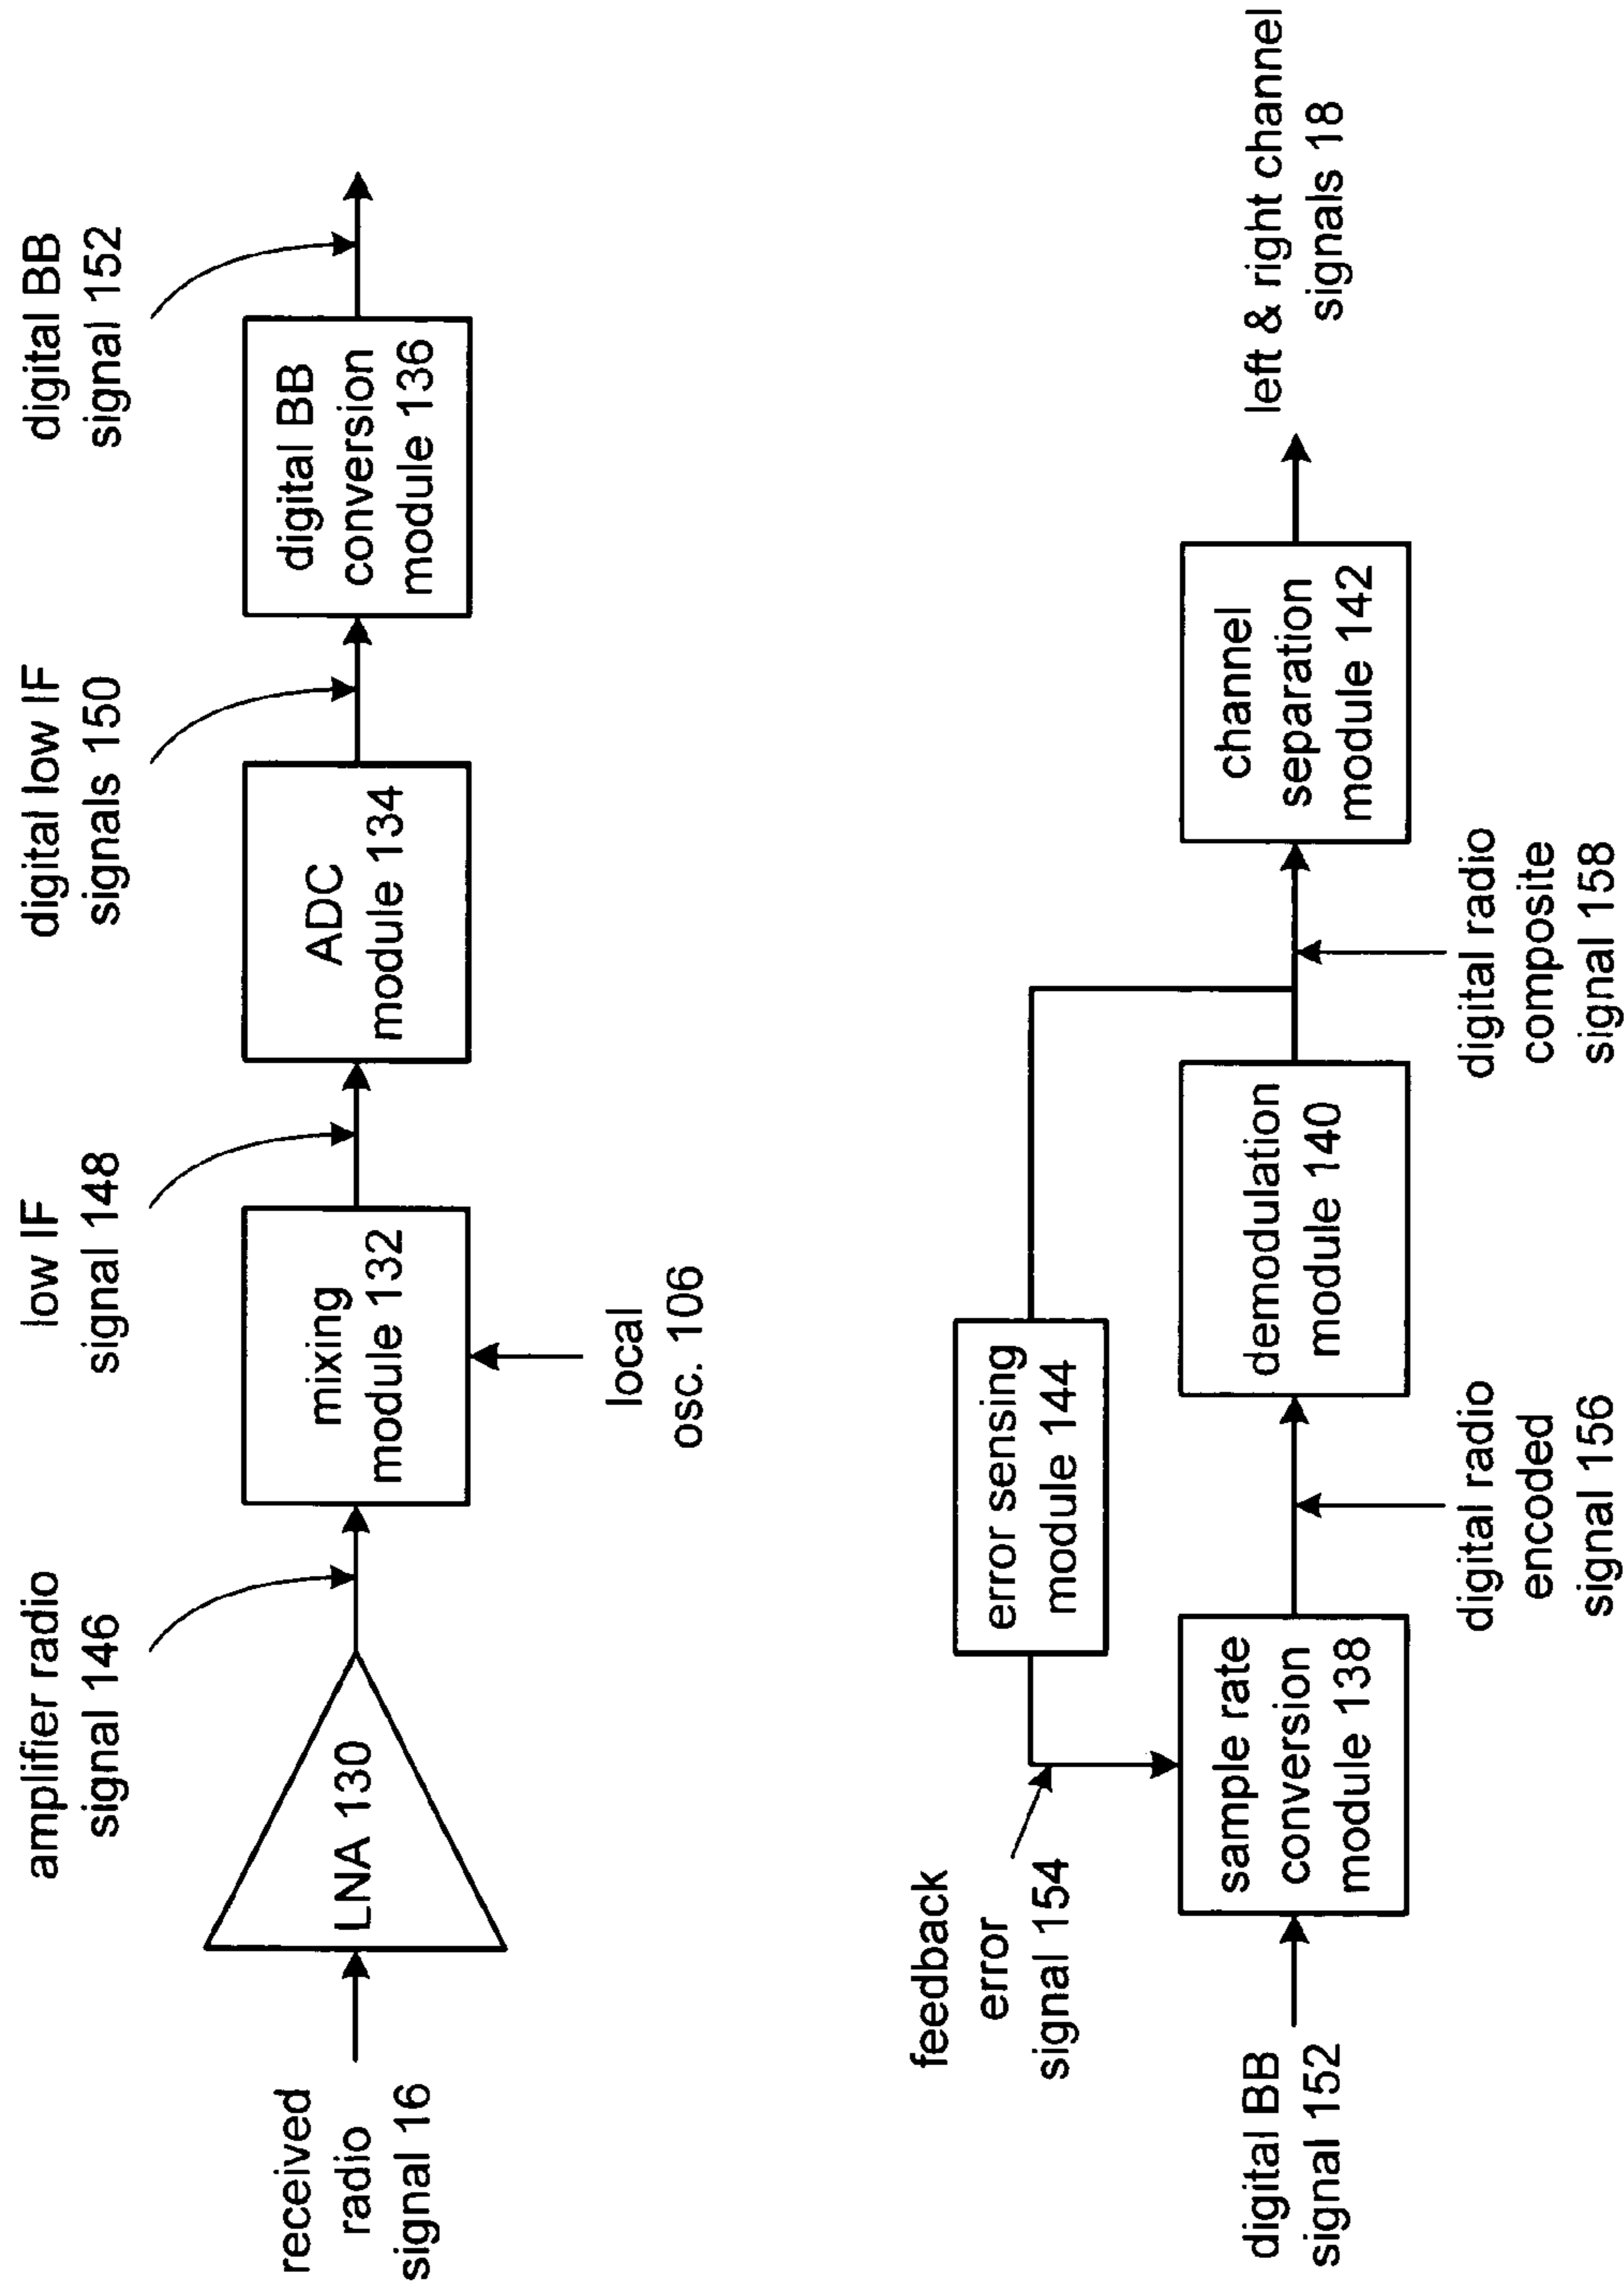 received
radio
signal 16
LNA 130
amplifier radio
signal 146
mixing
module 132
local
osc. 106
low IF
signal 148
ADC
module 134
digital low IF
signals 150
digital BB
conversion
module 136
digital BB
signal 152
digital BB
signal 152
feedback
error
signal 154
sample rate
conversion
module 138
error sensing
module 144
digital radio
encoded
signal 156
demodulation
module 140
digital radio
composite
signal 158
channel
separation
module 142
left & right channel
signals 18